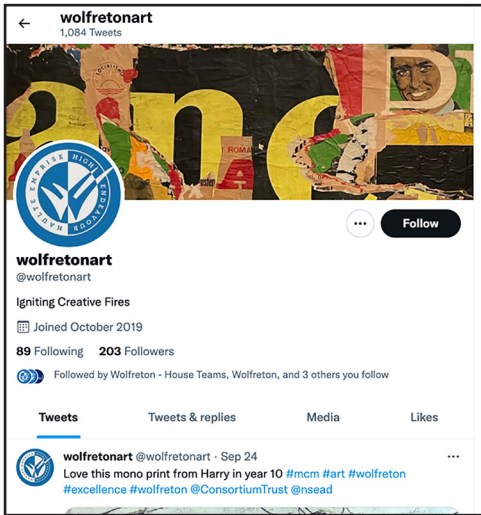 wolfretonart
1,084 Tweets
and
D
SOCIALISMO
ROMA
A
HAULTE EMPRISE HIGH ENDEAVOUR
Follow
wolfretonart
@wolfretonart
Igniting Creative Fires
Joined October 2019
89 Following 203 Followers
Followed by Wolfreton - House Teams, Wolfreton, and 3 others you follow
Tweets Tweets & replies Media Likes
wolfretonart @wolfretonart · Sep 24
Love this mono print from Harry in year 10 #mcm #art #wolfreton
#excellence #wolfreton @ConsortiumTrust @nsead